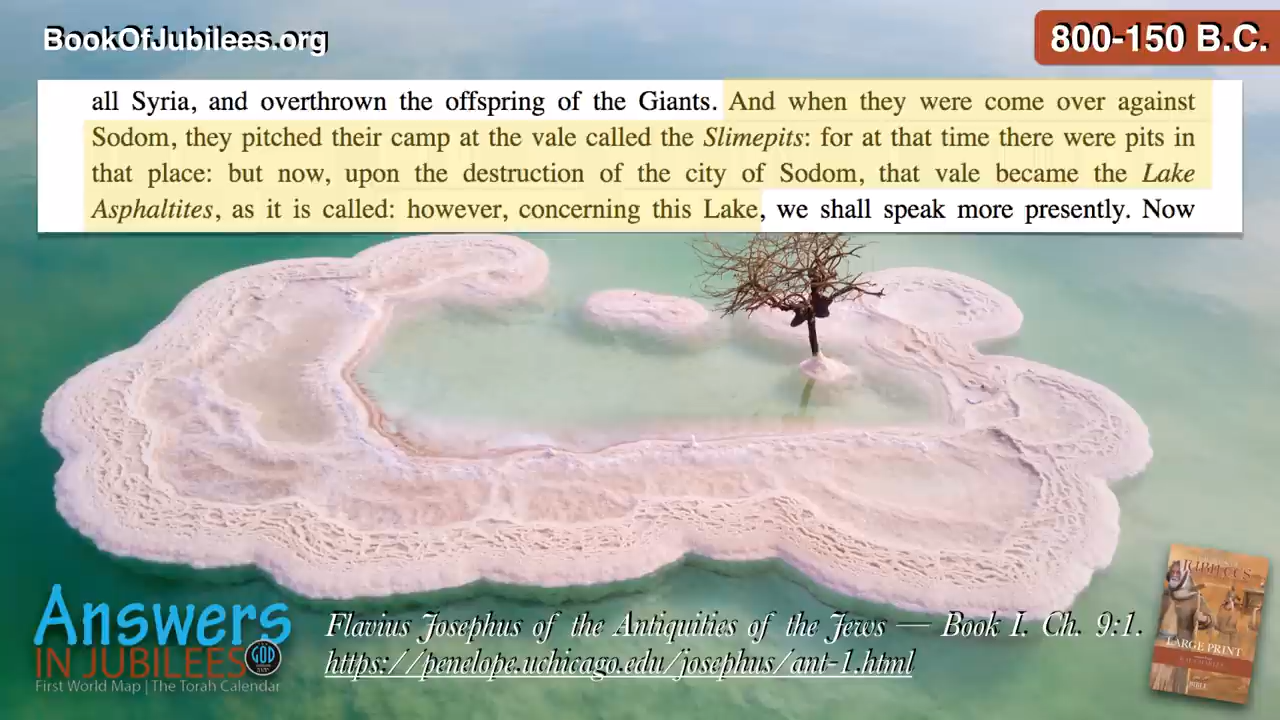 BookOfJubilees.org
800-150 B.C.
all Syria, and overthrown the offspring of the Giants. And when they were come over against
Sodom, they pitched their camp at the vale called the Slimepits: for at that time there were pits in
that place: but now, upon the destruction of the city of Sodom, that vale became the Lake
Asphaltites, as it is called: however, concerning this Lake, we shall speak more presently. Now
Answers
IN JUBILEES
GOD
First World Map | The Torah Calendar
Flavius Josephus of the Antiquities of the Jews — Book I. Ch. 9:1.
https://penelope.uchicago.edu/josephus/ant-1.html
JUBILEES
LARGE PRINT
BIBLE